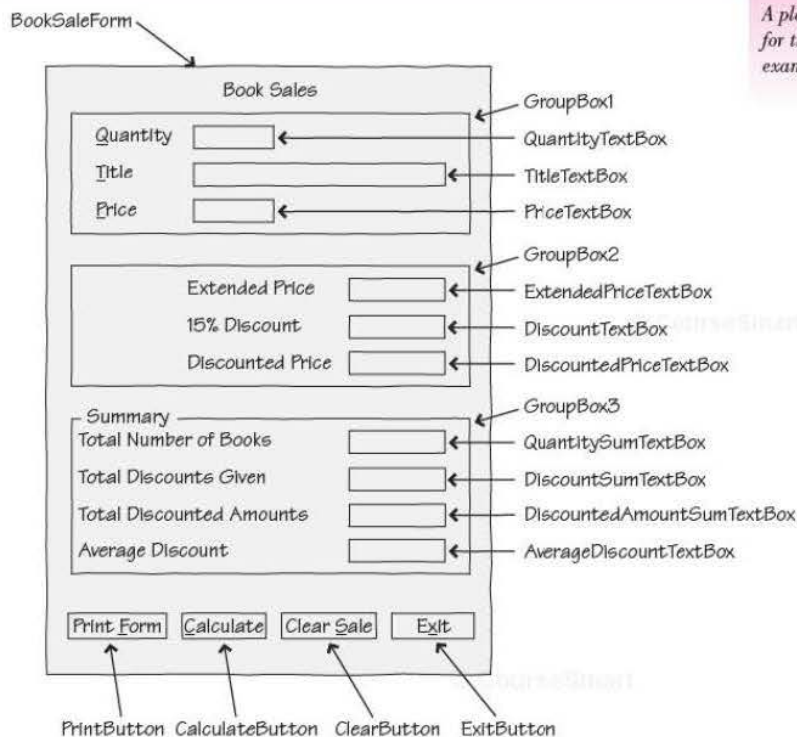 A
for t
exam
BookSaleForm
Book Sales
GroupBox1
Quantity
QuantityTextBox
Title
TitleTextBox
Price
PriceTextBox
GroupBox2
Extended Price
ExtendedPriceTextBox
15% Discount
DiscountTextBox
Discounted Price
DiscountedPriceTextBox
GroupBox3
Summary
Total Number of Books
QuantitySumTextBox
Total Discounts Given
DiscountSumTextBox
Total Discounted Amounts
DiscountedAmountSumTextBox
Average Discount
AverageDiscountTextBox
Print Form
Calculate
Clear Sale
Exit
PrintButton
CalculateButton
ClearButton
ExitButton